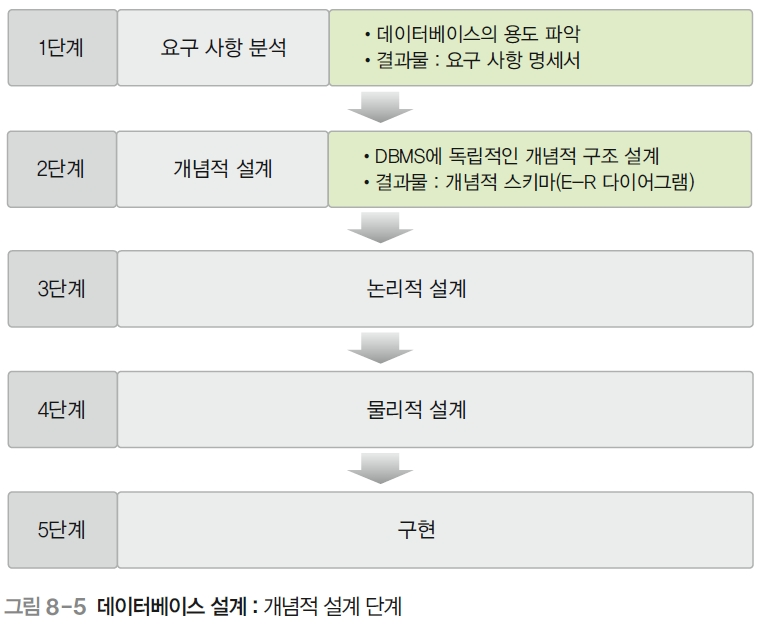 1단계
요구 사항 분석
• 데이터베이스의 용도 파악
• 결과물 : 요구 사항 명세서
2단계
개념적 설계
• DBMS에 독립적인 개념적 구조 설계
• 결과물 : 개념적 스키마(E-R 다이어그램)
3단계
논리적 설계
4단계
물리적 설계
5단계
구현
그림 8-5 데이터베이스 설계 : 개념적 설계 단계